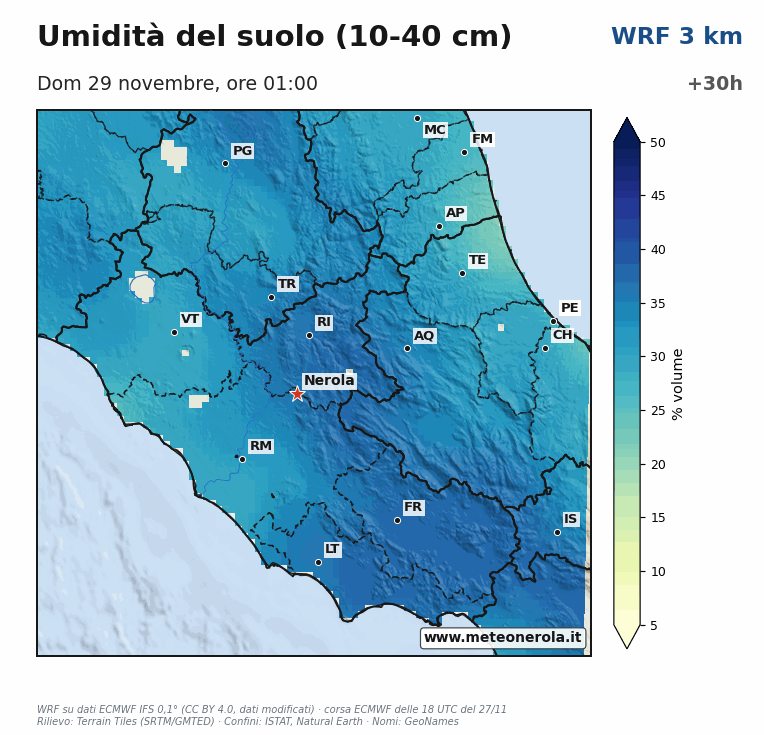 Umidità del suolo (10-40 cm)
WRF 3 km
Dom 29 novembre, ore 01:00
+30h
MC
FM
PG
AP
TE
TR
PE
VT
RI
AQ
CH
Nerola
RM
FR
IS
LT
www.meteonerola.it
50
45
40
35
30
25
20
15
10
5
% volume
WRF su dati ECMWF IFS 0,1° (CC BY 4.0, dati modificati) · corsa ECMWF delle 18 UTC del 27/11
Rilievo: Terrain Tiles (SRTM/GMTED) · Confini: ISTAT, Natural Earth · Nomi: GeoNames